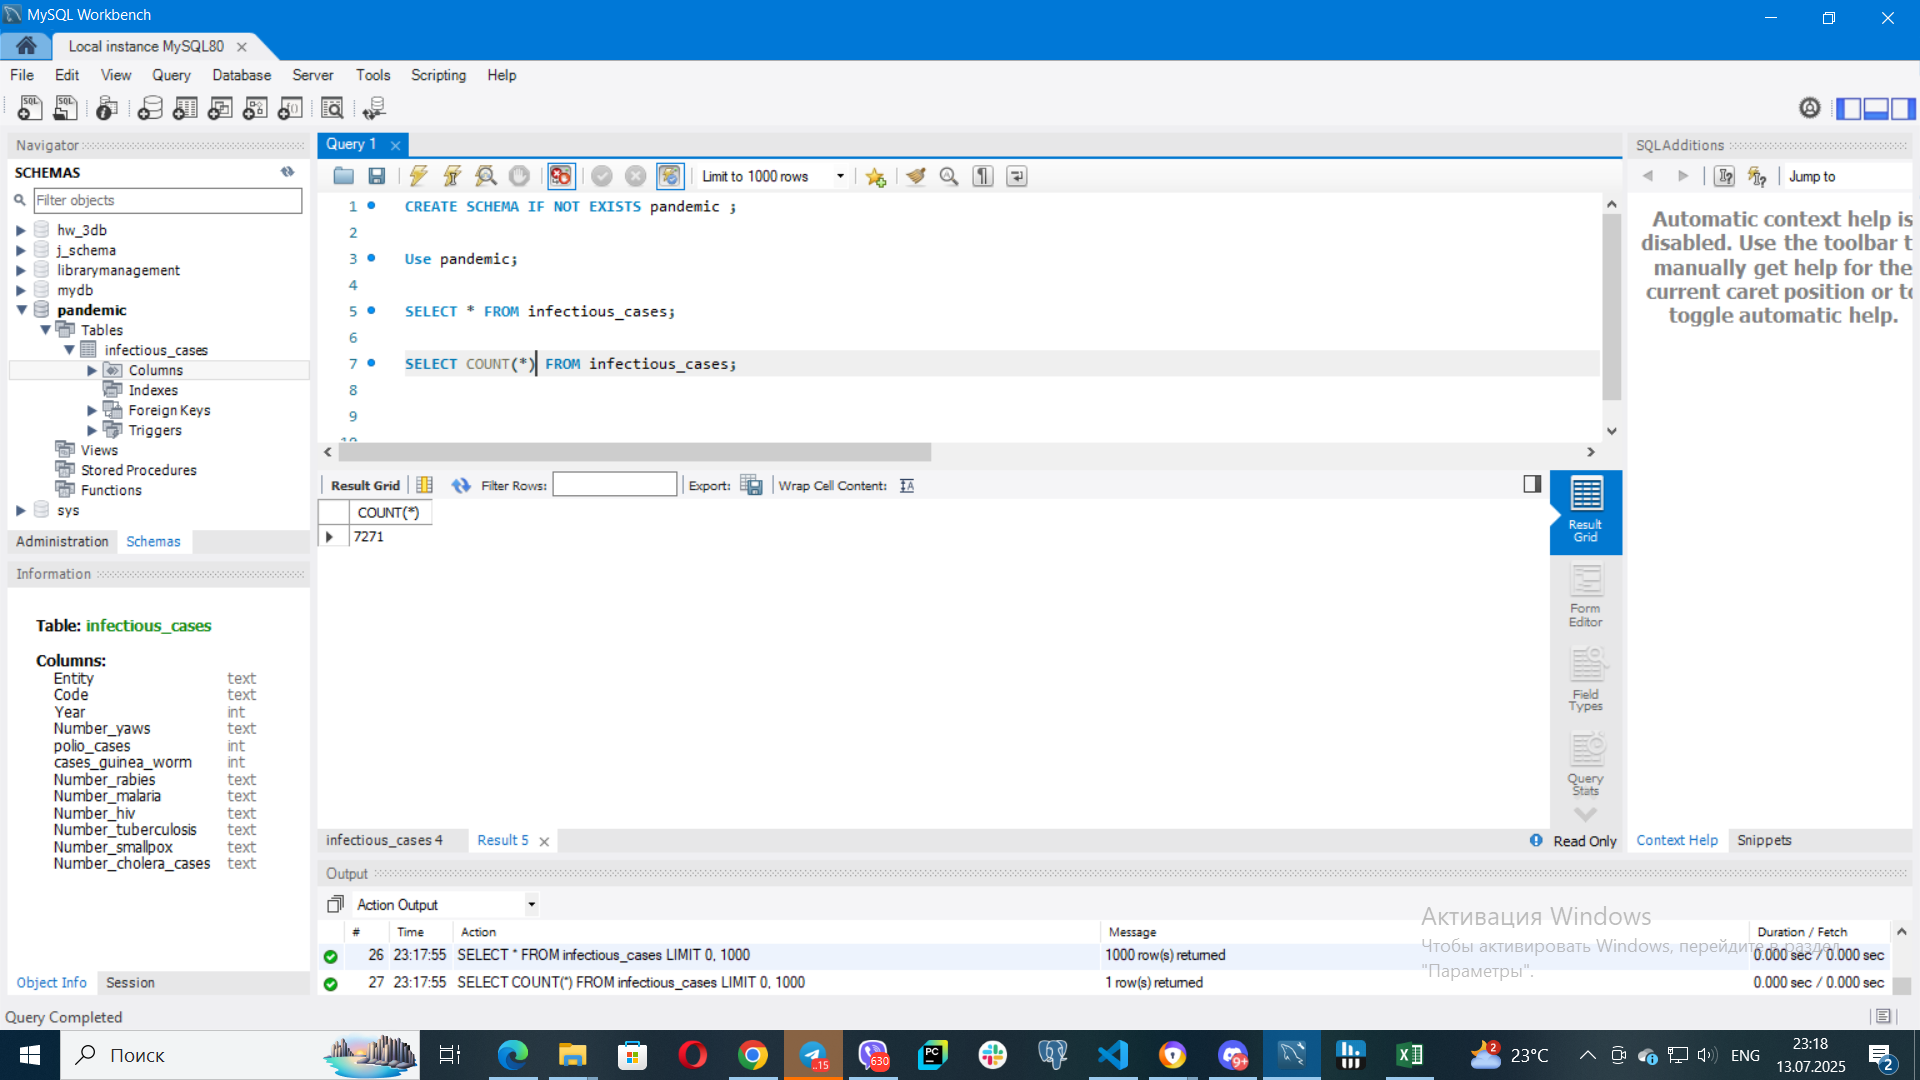 MySQL Workbench
Local instance MySQL80
File Edit View Query Database Server Tools Scripting Help
Navigator
SCHEMAS
Filter objects
hw_3db
j_schema
librarymanagement
mydb
pandemic
Tables
infectious_cases
Columns
Indexes
Foreign Keys
Triggers
Views
Stored Procedures
Functions
sys
Administration Schemas
Information
Table: infectious_cases
Columns:
Entity text
Code text
Year int
Number_yaws text
polio_cases int
cases_guinea_worm int
Number_rabies text
Number_malaria text
Number_hiv text
Number_tuberculosis text
Number_smallpox text
Number_cholera_cases text
Object Info Session
Query 1
Limit to 1000 rows
1 CREATE SCHEMA IF NOT EXISTS pandemic ;
2
3 Use pandemic;
4
5 SELECT * FROM infectious_cases;
6
7 SELECT COUNT(*) FROM infectious_cases;
8
9
10
Result Grid Filter Rows: Export: Wrap Cell Content:
COUNT(*)
7271
Result Grid
Form Editor
Field Types
Query Stats
infectious_cases 4 Result 5 Read Only
SQLAdditions
Jump to
Automatic context help is
disabled. Use the toolbar t
manually get help for the
current caret position or to
toggle automatic help.
Context Help Snippets
Output
Action Output
# Time Action Message Duration / Fetch
26 23:17:55 SELECT * FROM infectious_cases LIMIT 0, 1000 1000 row(s) returned 0.000 sec / 0.000 sec
27 23:17:55 SELECT COUNT(*) FROM infectious_cases LIMIT 0, 1000 1 row(s) returned 0.000 sec / 0.000 sec
Активация Windows
Чтобы активировать Windows, перейдите в раздел
"Параметры".
Query Completed
Поиск
..15
630
PC
9+
2
23°C
ENG
23:18
13.07.2025
2